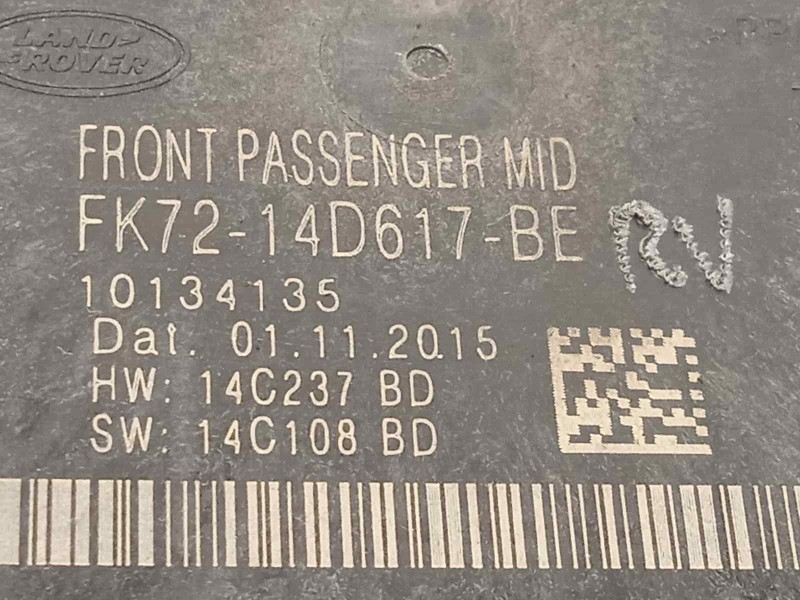 LAND-
ROVER
FRONT PASSENGER MID
FK72-14D617-BE
RV
10134135
Dat. 01.11.2015
HW: 14C237 BD
SW: 14C108 BD